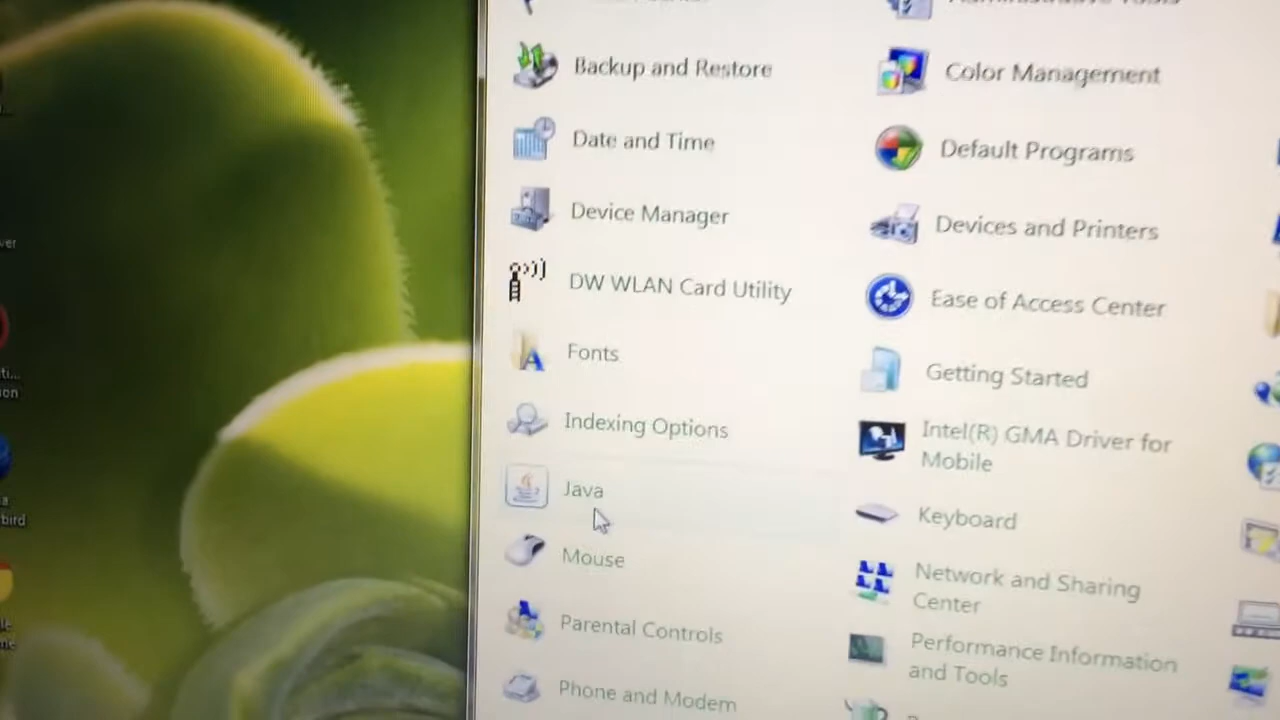 Backup and Restore
Color Management
Date and Time
Default Programs
Device Manager
Devices and Printers
DW WLAN Card Utility
Ease of Access Center
Fonts
Getting Started
Indexing Options
Intel(R) GMA Driver for
Mobile
Java
Keyboard
Mouse
Network and Sharing
Center
Parental Controls
Performance Information
and Tools
Phone and Modem